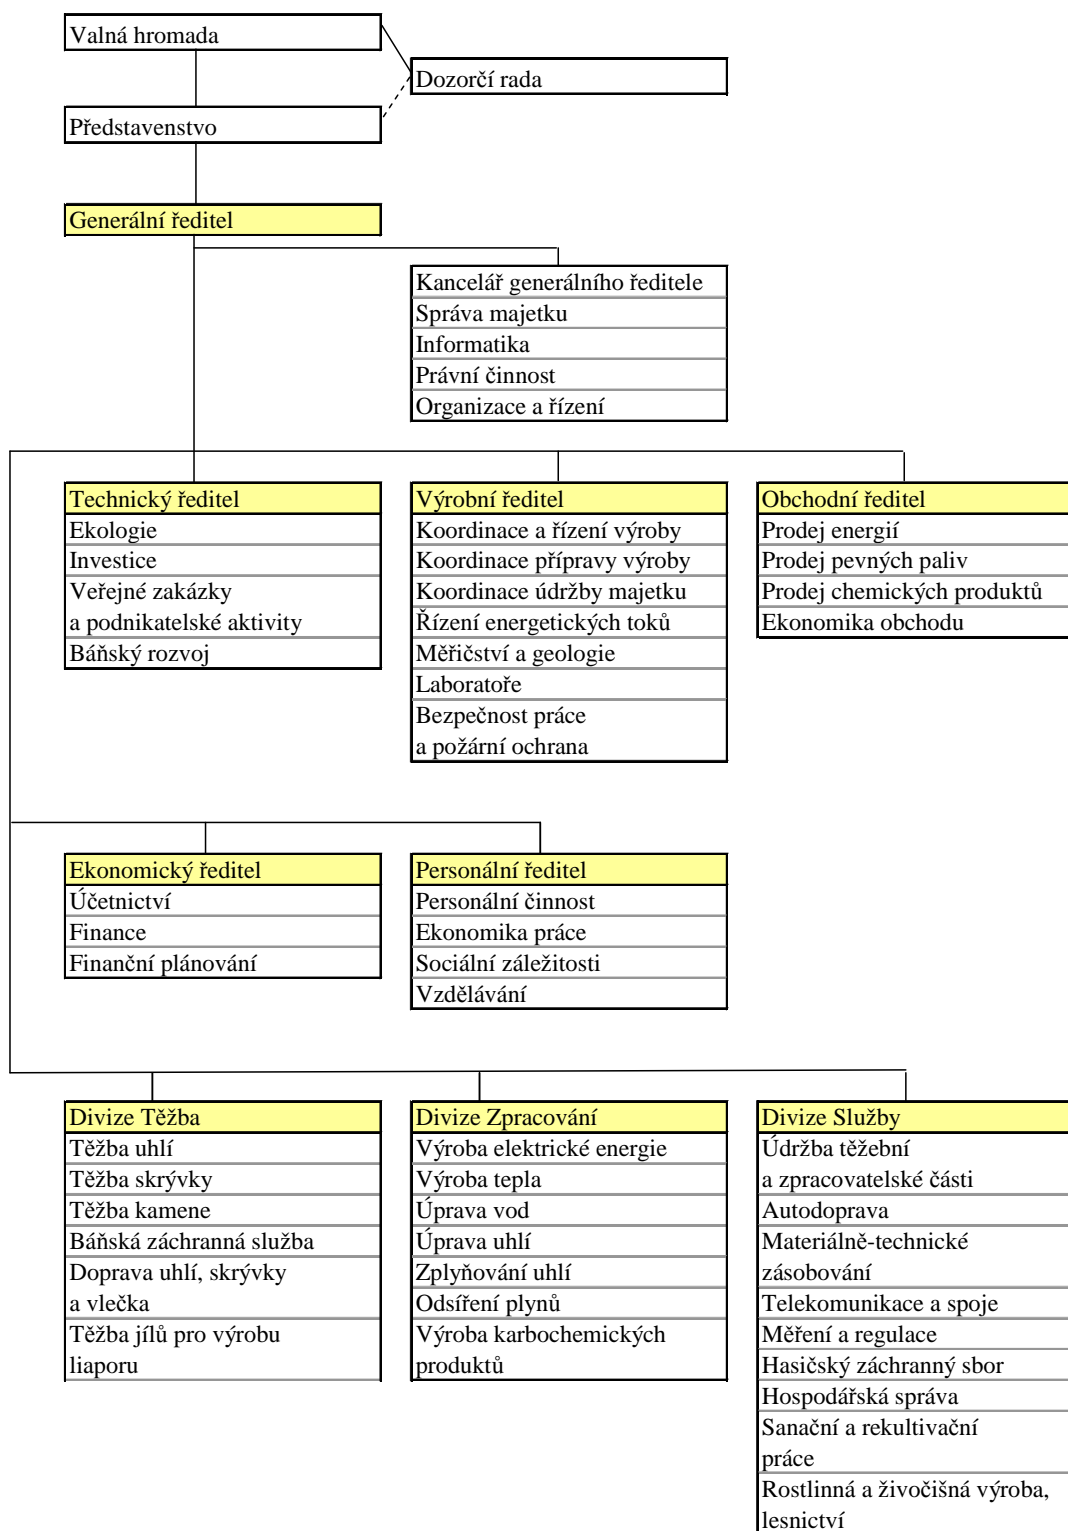 Valná hromada
Dozorčí rada
Představenstvo
Generální ředitel
Kancelář generálního ředitele
Správa majetku
Informatika
Právní činnost
Organizace a řízení
Technický ředitel
Ekologie
Investice
Veřejné zakázky
a podnikatelské aktivity
Báňský rozvoj
Výrobní ředitel
Koordinace a řízení výroby
Koordinace přípravy výroby
Koordinace údržby majetku
Řízení energetických toků
Měřičství a geologie
Laboratoře
Bezpečnost práce
a požární ochrana
Obchodní ředitel
Prodej energií
Prodej pevných paliv
Prodej chemických produktů
Ekonomika obchodu
Ekonomický ředitel
Účetnictví
Finance
Finanční plánování
Personální ředitel
Personální činnost
Ekonomika práce
Sociální záležitosti
Vzdělávání
Divize Těžba
Těžba uhlí
Těžba skrývky
Těžba kamene
Báňská záchranná služba
Doprava uhlí, skrývky
a vlečka
Těžba jílů pro výrobu
liaporu
Divize Zpracování
Výroba elektrické energie
Výroba tepla
Úprava vod
Úprava uhlí
Zplyňování uhlí
Odsíření plynů
Výroba karbochemických
produktů
Divize Služby
Údržba těžební
a zpracovatelské části
Autodoprava
Materiálně-technické
zásobování
Telekomunikace a spoje
Měření a regulace
Hasičský záchranný sbor
Hospodářská správa
Sanační a rekultivační
práce
Rostlinná a živočišná výroba,
lesnictví